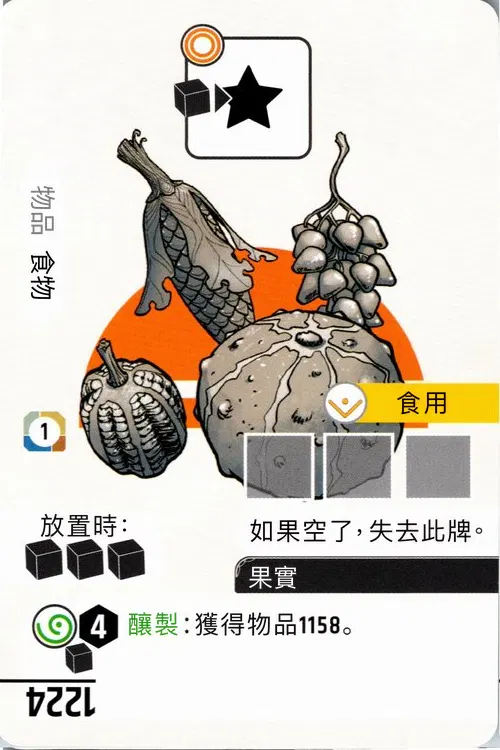 物品 食物
食用
1
放置時：
如果空了，失去此牌。
果實
4 釀製：獲得物品1158。
1224